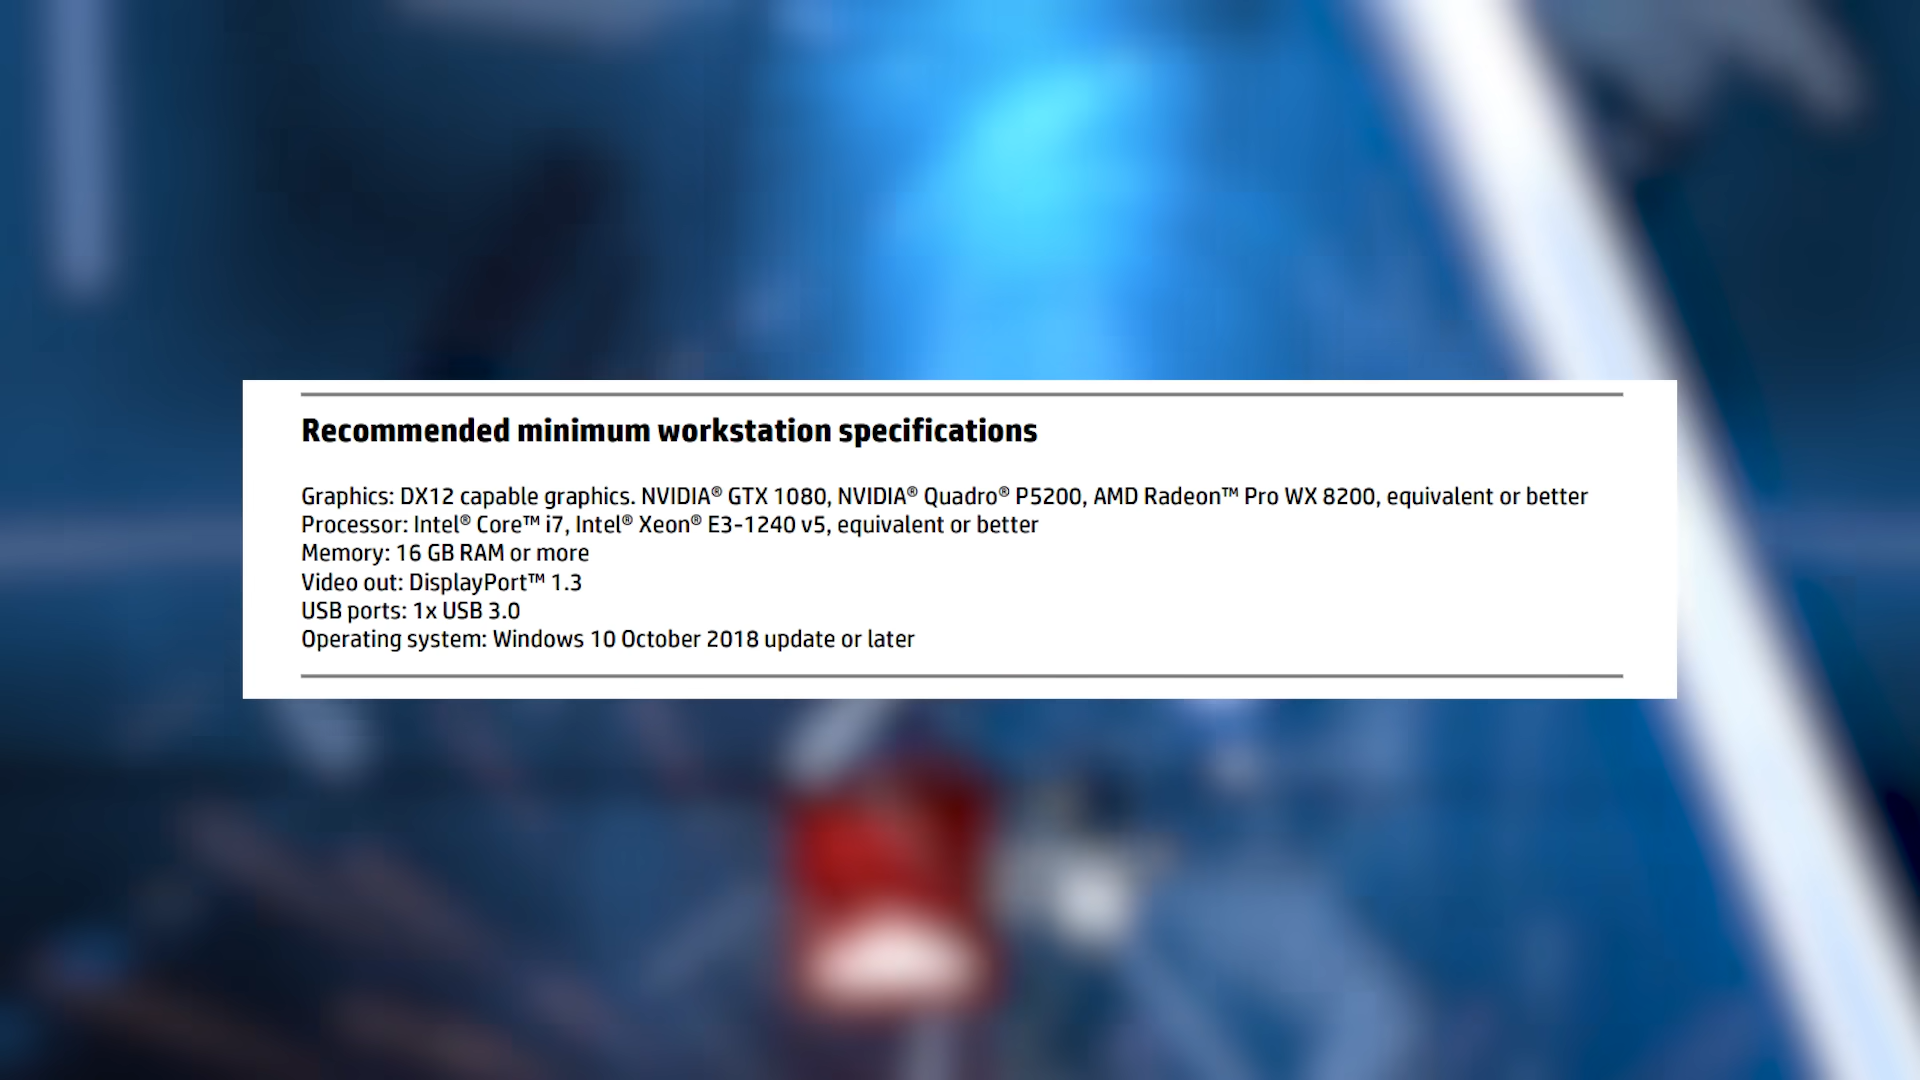 Recommended minimum workstation specifications
Graphics: DX12 capable graphics. NVIDIA® GTX 1080, NVIDIA® Quadro® P5200, AMD Radeon™ Pro WX 8200, equivalent or better
Processor: Intel® Core™ i7, Intel® Xeon® E3-1240 v5, equivalent or better
Memory: 16 GB RAM or more
Video out: DisplayPort™ 1.3
USB ports: 1x USB 3.0
Operating system: Windows 10 October 2018 update or later